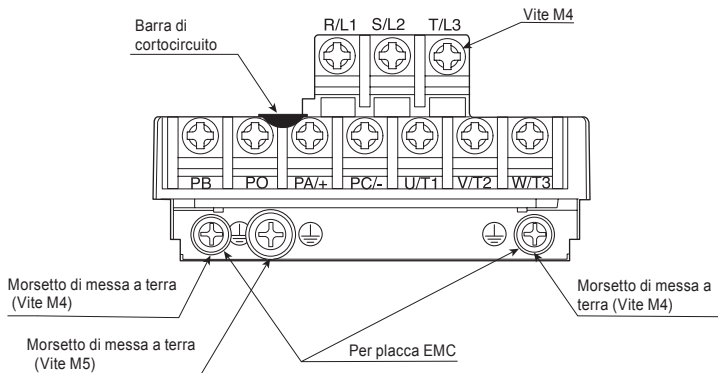 R/L1 S/L2 T/L3
Vite M4
Barra di
cortocircuito
PB PO PA/+ PC/- U/T1 V/T2 W/T3
Morsetto di messa a terra
(Vite M4)
Morsetto di messa a
terra (Vite M4)
Morsetto di messa a terra
(Vite M5)
Per placca EMC